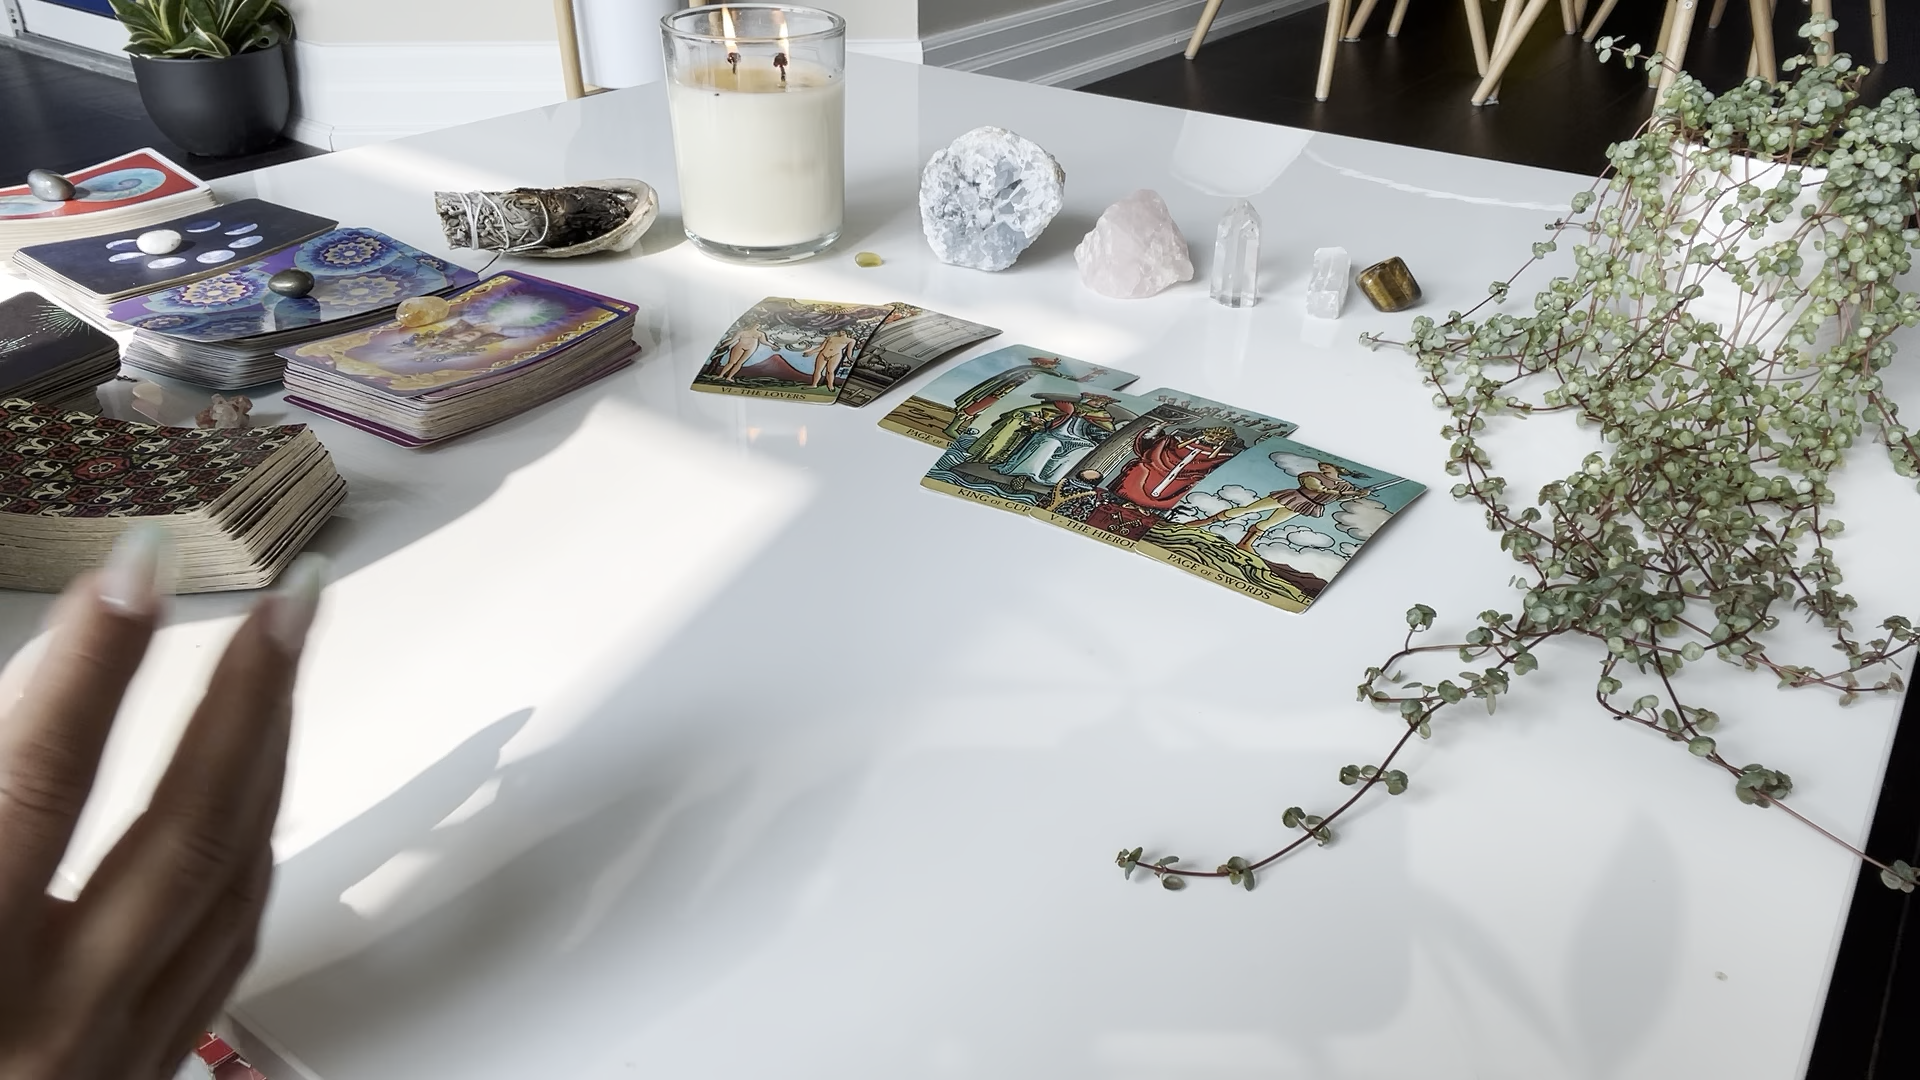 VI · THE LOVERS
PAGE OF
KING OF CUP
V · THE HIEROP
PAGE OF SWORDS